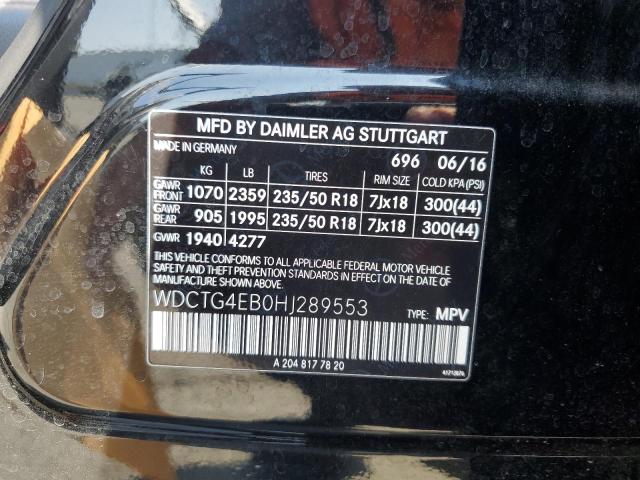 MFD BY DAIMLER AG STUTTGART
MADE IN GERMANY 696 06/16
KG LB TIRES RIM SIZE COLD KPA (PSI)
GAWR FRONT 1070 2359 235/50 R18 7Jx18 300(44)
GAWR REAR 905 1995 235/50 R18 7Jx18 300(44)
GVWR 1940 4277
THIS VEHICLE CONFORMS TO ALL APPLICABLE FEDERAL MOTOR VEHICLE
SAFETY, BUMPER, AND THEFT PREVENTION STANDARDS IN EFFECT ON THE DATE OF
MANUFACTURE SHOWN ABOVE.
WDCTG4EB0HJ289553 TYPE: MPV
A 204 817 78 20